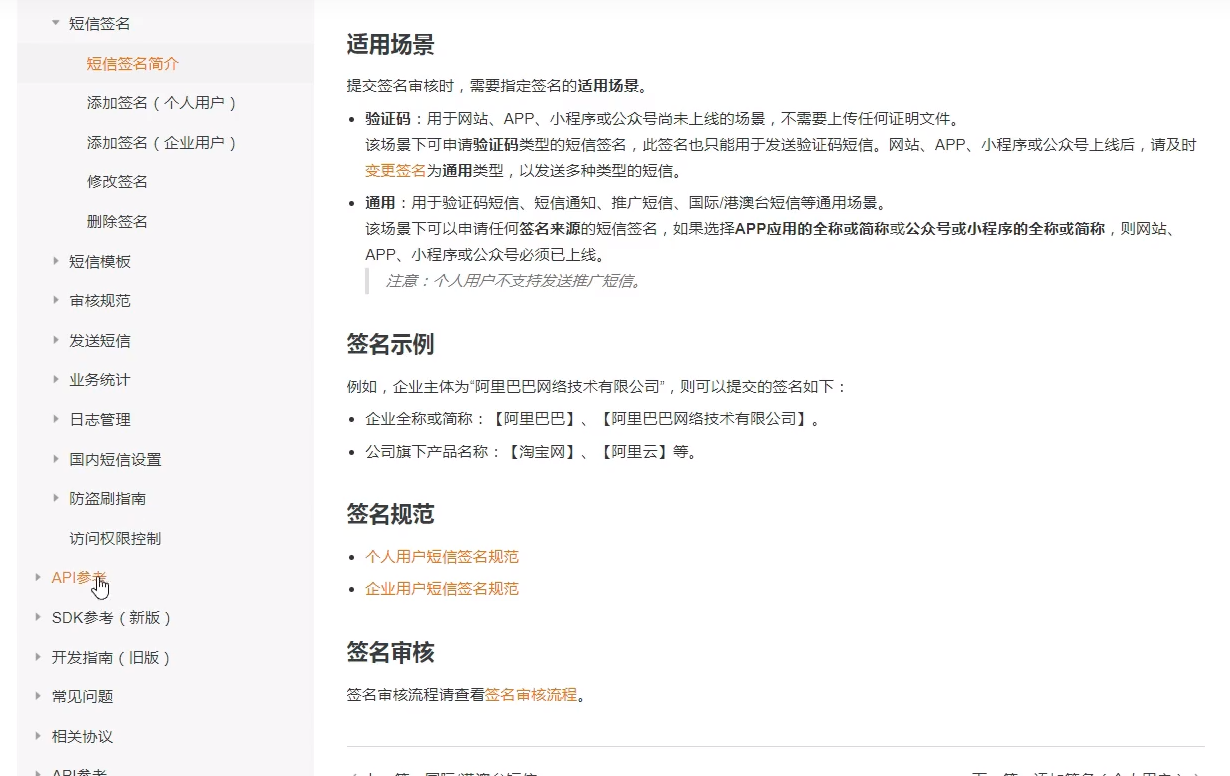 短信签名
短信签名简介
添加签名（个人用户）
添加签名（企业用户）
修改签名
删除签名
短信模板
审核规范
发送短信
业务统计
日志管理
国内短信设置
防盗刷指南
访问权限控制
API参考
SDK参考（新版）
开发指南（旧版）
常见问题
相关协议
API参考
适用场景
提交签名审核时，需要指定签名的适用场景。
验证码：用于网站、APP、小程序或公众号尚未上线的场景，不需要上传任何证明文件。
该场景下可申请验证码类型的短信签名，此签名也只能用于发送验证码短信。网站、APP、小程序或公众号上线后，请及时
变更签名为通用类型，以发送多种类型的短信。
通用：用于验证码短信、短信通知、推广短信、国际/港澳台短信等通用场景。
该场景下可以申请任何签名来源的短信签名，如果选择APP应用的全称或简称或公众号或小程序的全称或简称，则网站、
APP、小程序或公众号必须已上线。
注意：个人用户不支持发送推广短信。
签名示例
例如，企业主体为“阿里巴巴网络技术有限公司”，则可以提交的签名如下：
企业全称或简称：【阿里巴巴】、【阿里巴巴网络技术有限公司】。
公司旗下产品名称：【淘宝网】、【阿里云】等。
签名规范
个人用户短信签名规范
企业用户短信签名规范
签名审核
签名审核流程请查看签名审核流程。